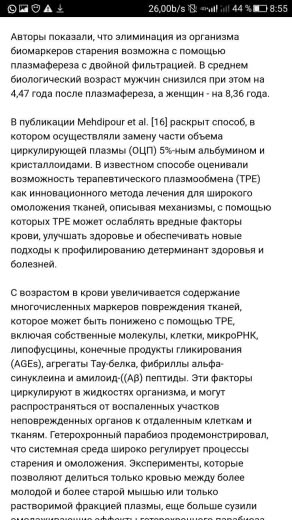 26,00b/s 44 % 8:55
Авторы показали, что элиминация из организма
биомаркеров старения возможна с помощью
плазмафереза с двойной фильтрацией. В среднем
биологический возраст мужчин снизился при этом на
4,47 года после плазмафереза, а женщин - на 8,36 года.
В публикации Mehdipour et al. [16] раскрыт способ, в
котором осуществляли замену части объема
циркулирующей плазмы (ОЦП) 5%-ным альбумином и
кристаллоидами. В известном способе оценивали
возможность терапевтического плазмообмена (TPE)
как инновационного метода лечения для широкого
омоложения тканей, описывая механизмы, с помощью
которых TPE может ослаблять вредные факторы
крови, улучшать здоровье и обеспечивать новые
подходы к профилированию детерминант здоровья и
болезней.
С возрастом в крови увеличивается содержание
многочисленных маркеров повреждения тканей,
которое может быть понижено с помощью TPE,
включая собственные молекулы, клетки, микроРНК,
липофусцины, конечные продукты гликирования
(AGEs), агрегаты Тау-белка, фибриллы альфа-
синуклеина и амилоид-((Aβ) пептиды. Эти факторы
циркулируют в жидкостях организма, и могут
распространяться от воспаленных участков
неповрежденных органов к отдаленным клеткам и
тканям. Гетерохронный парабиоз продемонстрировал,
что системная среда широко регулирует процессы
старения и омоложения. Эксперименты, которые
позволяют делиться только кровью между более
молодой и более старой мышью или только
растворимой фракцией плазмы, еще больше сузили
омолаживающие эффекты гетерохронного парабиоза